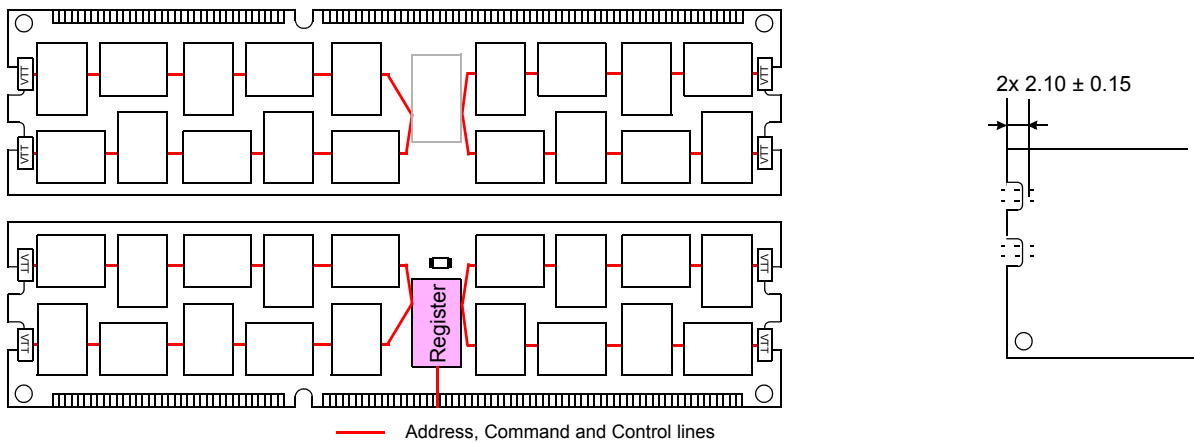 VTT
VTT
VTT
VTT
2x 2.10 ± 0.15
VTT
VTT
Register
VTT
VTT
Address, Command and Control lines